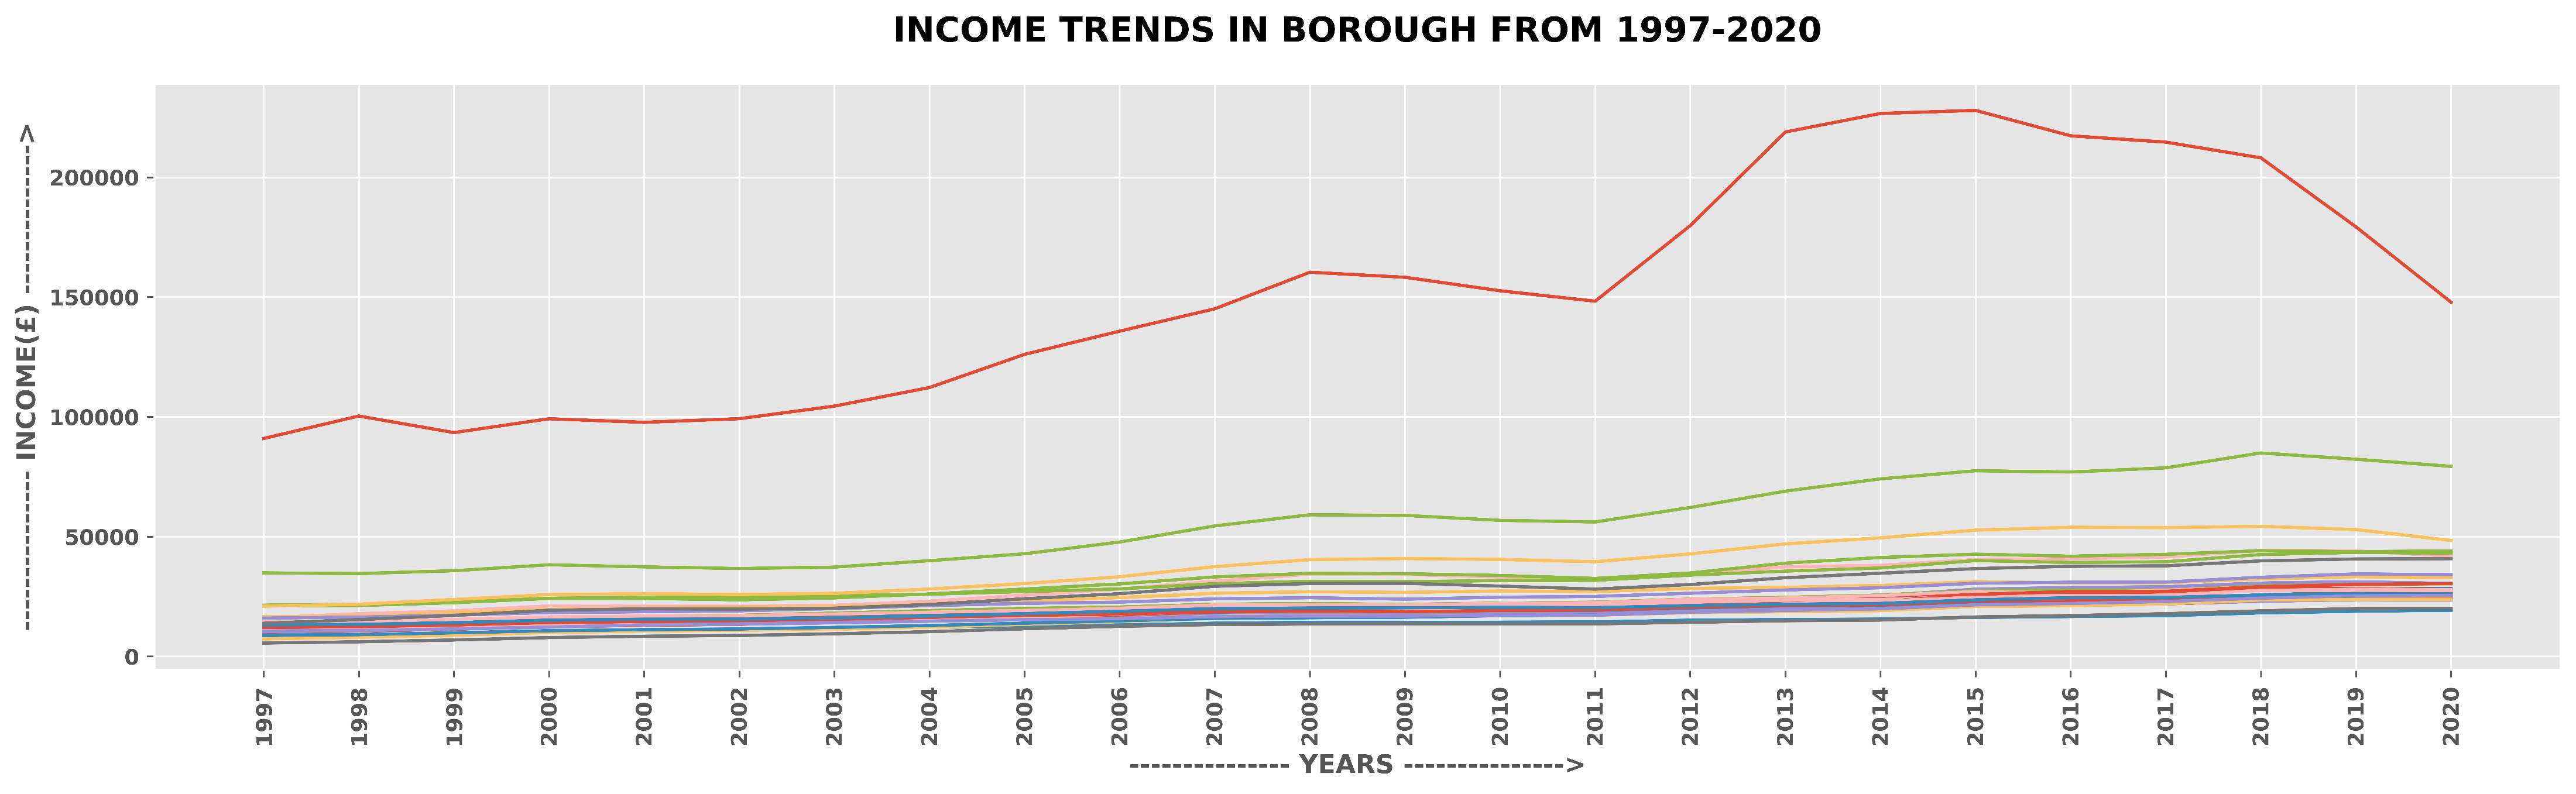 INCOME TRENDS IN BOROUGH FROM 1997-2020
---------------- INCOME(£) ---------------->
200000
150000
100000
50000
0
1997 1998 1999 2000 2001 2002 2003 2004 2005 2006 2007 2008 2009 2010 2011 2012 2013 2014 2015 2016 2017 2018 2019 2020
---------------- YEARS ---------------->